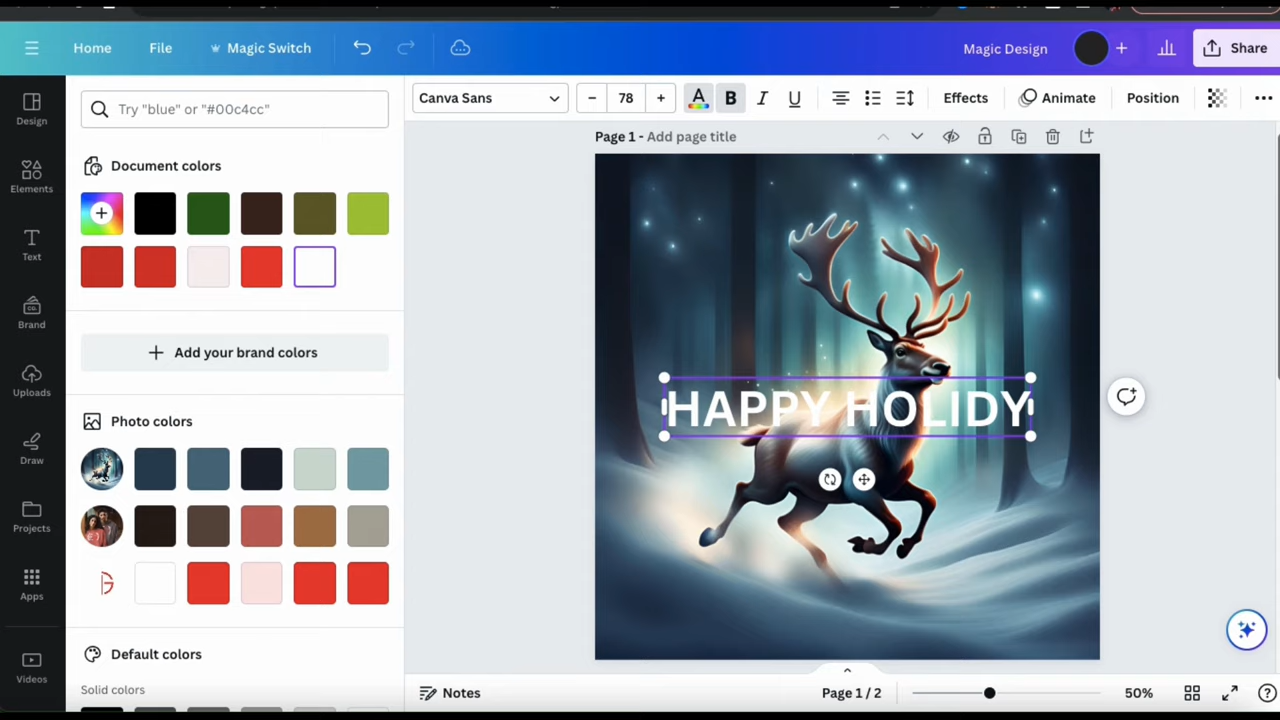 Home File Magic Switch Magic Design Share
Canva Sans 78 A B I U Effects Animate Position
Try "blue" or "#00c4cc"
Page 1 - Add page title
Design
Elements
Text
Brand
Uploads
Draw
Projects
Apps
Videos
Document colors
Add your brand colors
Photo colors
Default colors
Solid colors
HAPPY HOLIDY
Notes Page 1 / 2 50%